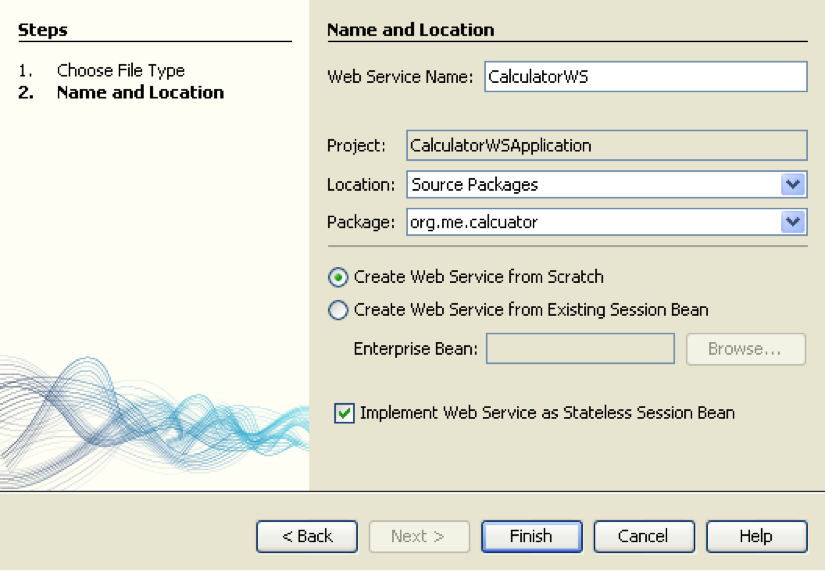 Steps
1. Choose File Type
2. Name and Location
Name and Location
Web Service Name: CalculatorWS
Project: CalculatorWSApplication
Location: Source Packages
Package: org.me.calcuator
Create Web Service from Scratch
Create Web Service from Existing Session Bean
Enterprise Bean: Browse...
Implement Web Service as Stateless Session Bean
< Back Next > Finish Cancel Help